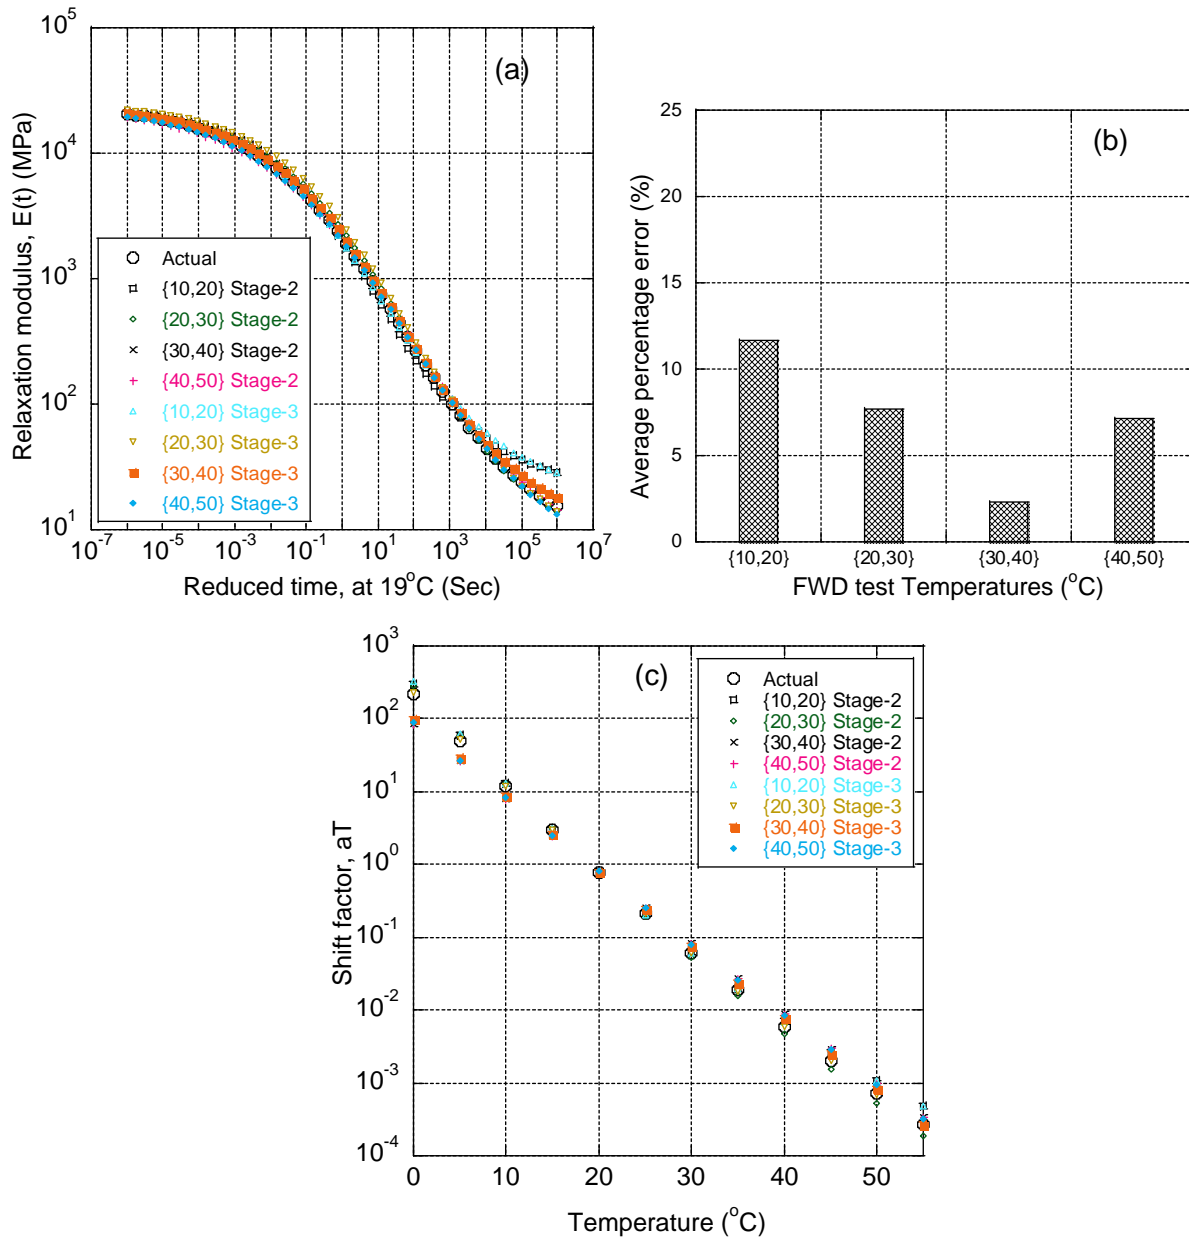 (a)
Relaxation modulus, E(t) (MPa)
10^5
10^4
10^3
10^2
10^1
Actual
{10,20} Stage-2
{20,30} Stage-2
{30,40} Stage-2
{40,50} Stage-2
{10,20} Stage-3
{20,30} Stage-3
{30,40} Stage-3
{40,50} Stage-3
10^-7 10^-5 10^-3 10^-1 10^1 10^3 10^5 10^7
Reduced time, at 19°C (Sec)
(b)
Average percentage error (%)
25
20
15
10
5
0
{10,20} {20,30} {30,40} {40,50}
FWD test Temperatures (°C)
(c)
Shift factor, aT
10^3
10^2
10^1
10^0
10^-1
10^-2
10^-3
10^-4
Actual
{10,20} Stage-2
{20,30} Stage-2
{30,40} Stage-2
{40,50} Stage-2
{10,20} Stage-3
{20,30} Stage-3
{30,40} Stage-3
{40,50} Stage-3
0 10 20 30 40 50
Temperature (°C)